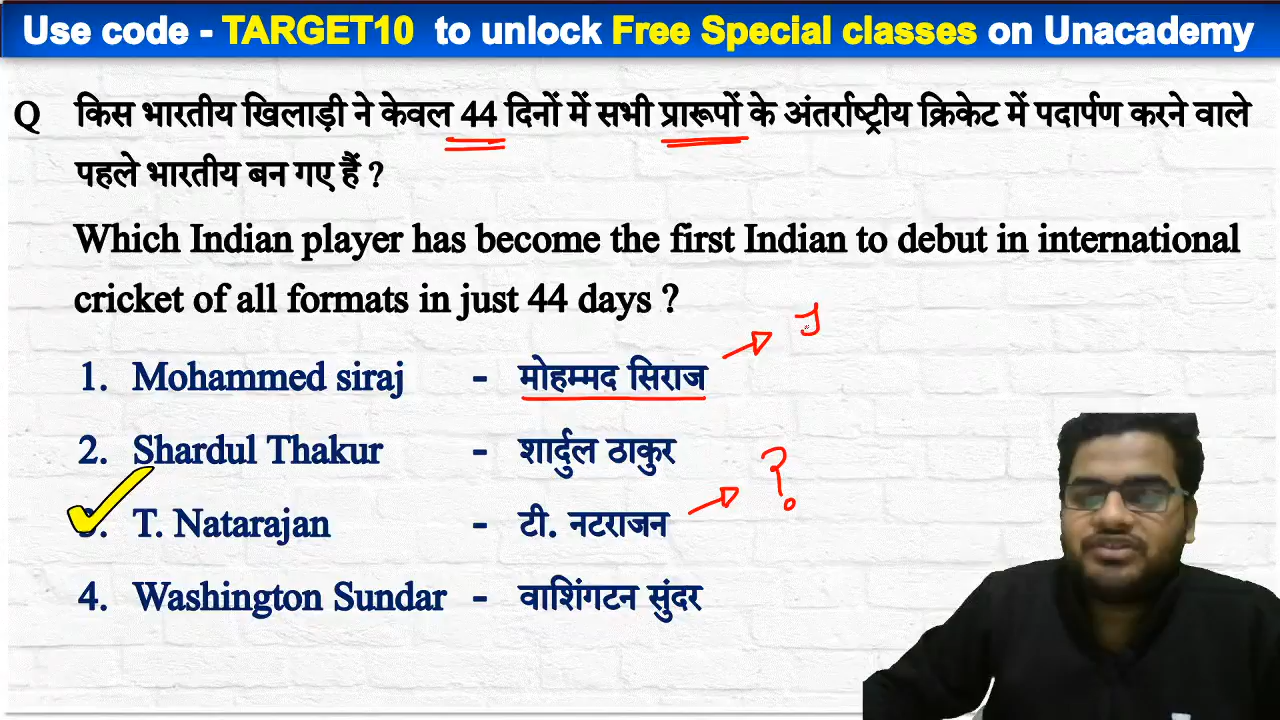 Use code - TARGET10 to unlock Free Special classes on Unacademy
Q किस भारतीय खिलाड़ी ने केवल 44 दिनों में सभी प्रारूपों के अंतर्राष्ट्रीय क्रिकेट में पदार्पण करने वाले
पहले भारतीय बन गए हैं ?
Which Indian player has become the first Indian to debut in international
cricket of all formats in just 44 days ?
1. Mohammed siraj - मोहम्मद सिराज
2. Shardul Thakur - शार्दुल ठाकुर
3. T. Natarajan - टी. नटराजन ?
4. Washington Sundar - वाशिंगटन सुंदर